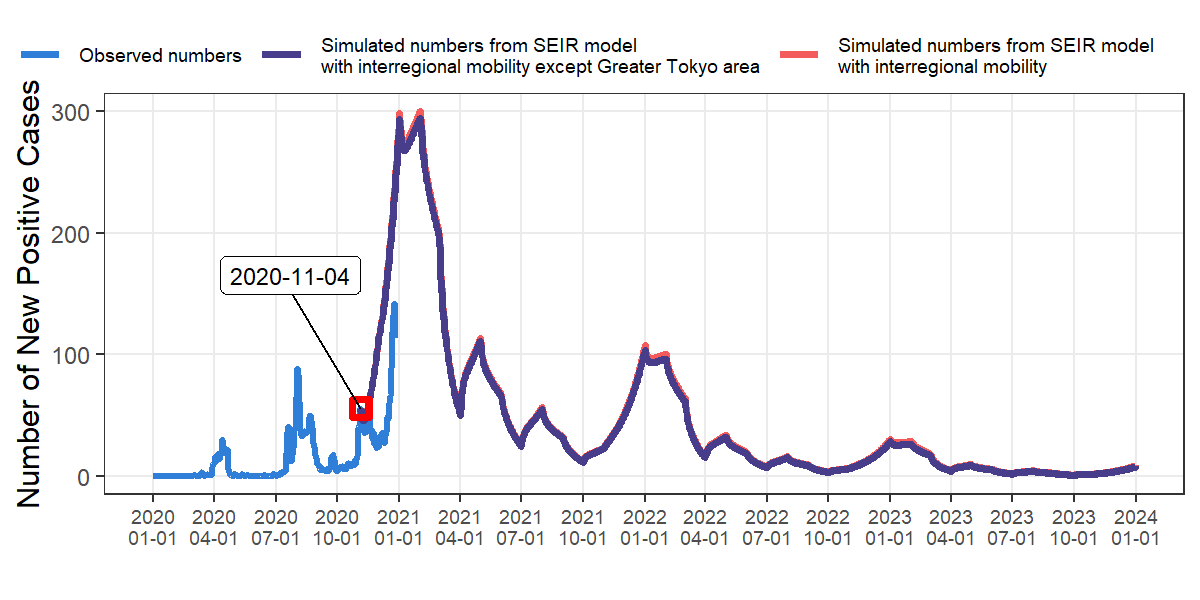 Observed numbers
Simulated numbers from SEIR model
with interregional mobility except Greater Tokyo area
Simulated numbers from SEIR model
with interregional mobility
Number of New Positive Cases
300
200
100
0
2020-11-04
2020 2020 2020 2020 2021 2021 2021 2021 2022 2022 2022 2022 2023 2023 2023 2023 2024
01-01 04-01 07-01 10-01 01-01 04-01 07-01 10-01 01-01 04-01 07-01 10-01 01-01 04-01 07-01 10-01 01-01